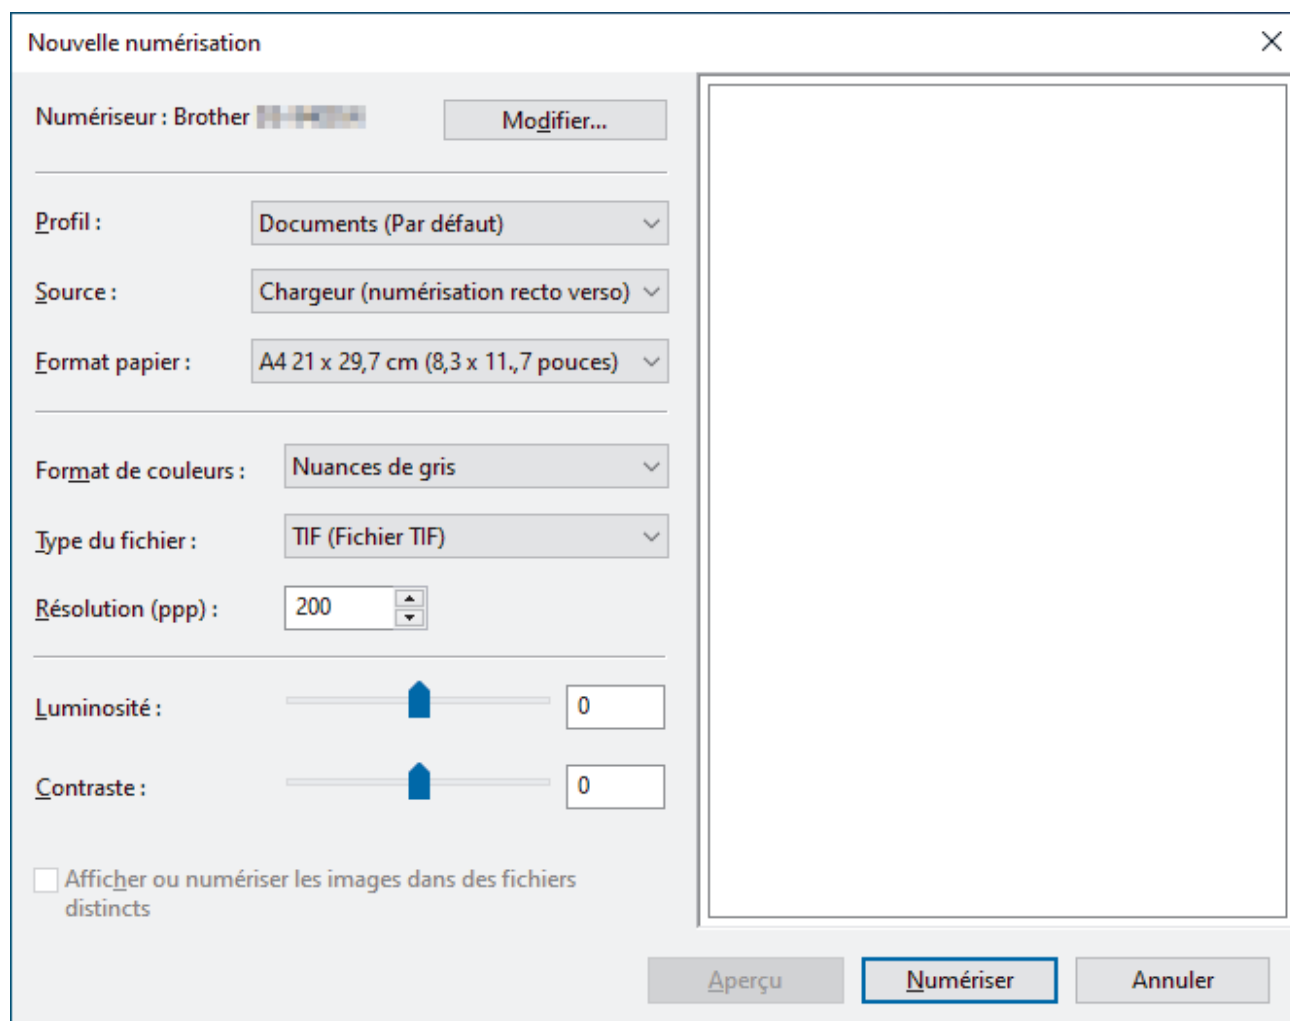 Nouvelle numérisation
Numériseur : Brother
Modifier...
Profil : Documents (Par défaut)
Source : Chargeur (numérisation recto verso)
Format papier : A4 21 x 29,7 cm (8,3 x 11.,7 pouces)
Format de couleurs : Nuances de gris
Type du fichier : TIF (Fichier TIF)
Résolution (ppp) : 200
Luminosité : 0
Contraste : 0
Afficher ou numériser les images dans des fichiers
distincts
Aperçu Numériser Annuler